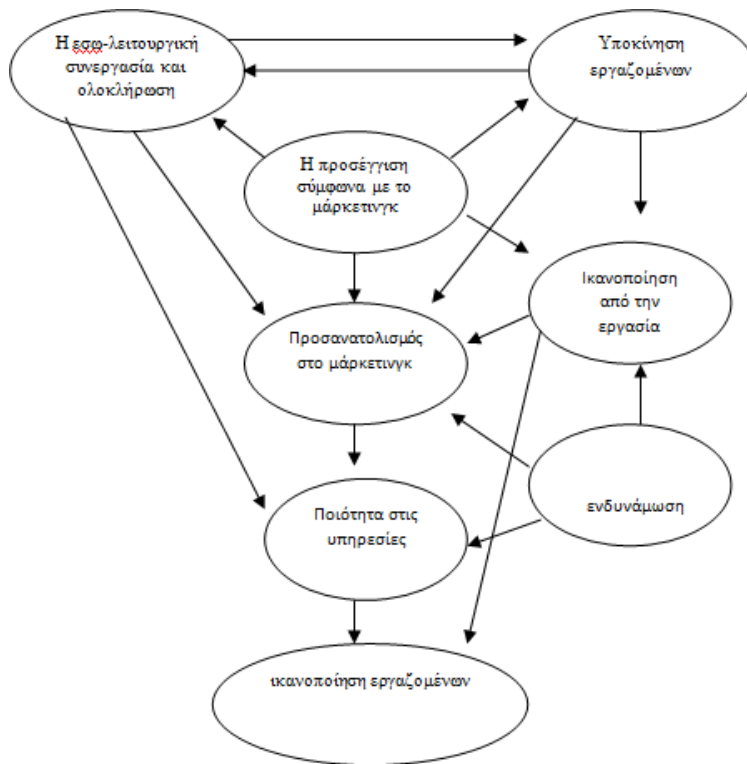 Η εσω-λειτουργική
συνεργασία και
ολοκλήρωση
Υποκίνηση
εργαζομένων
Η προσέγγιση
σύμφωνα με το
μάρκετινγκ
Ικανοποίηση
από την
εργασία
Προσανατολισμός
στο μάρκετινγκ
ενδυνάμωση
Ποιότητα στις
υπηρεσίες
ικανοποίηση εργαζομένων